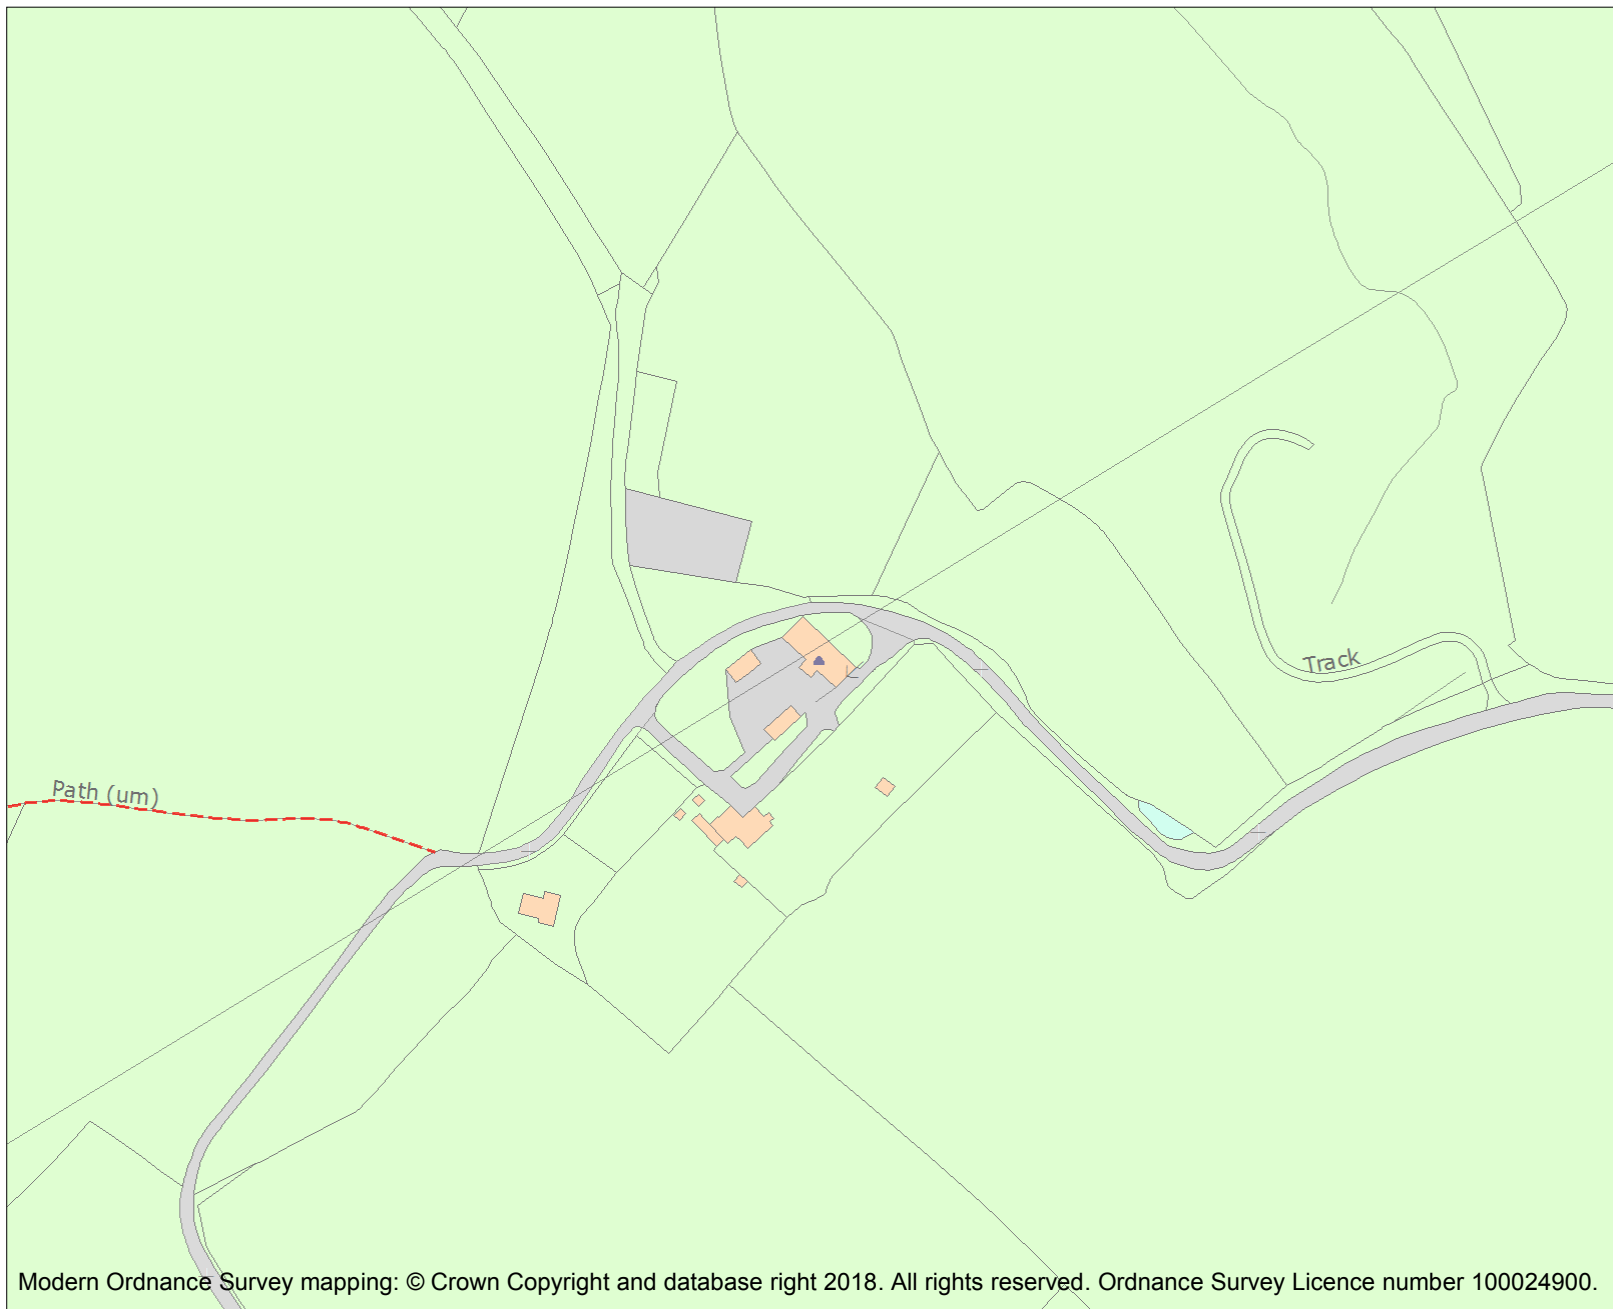 Track
Path (um)
Modern Ordnance Survey mapping: © Crown Copyright and database right 2018. All rights reserved. Ordnance Survey Licence number 100024900.